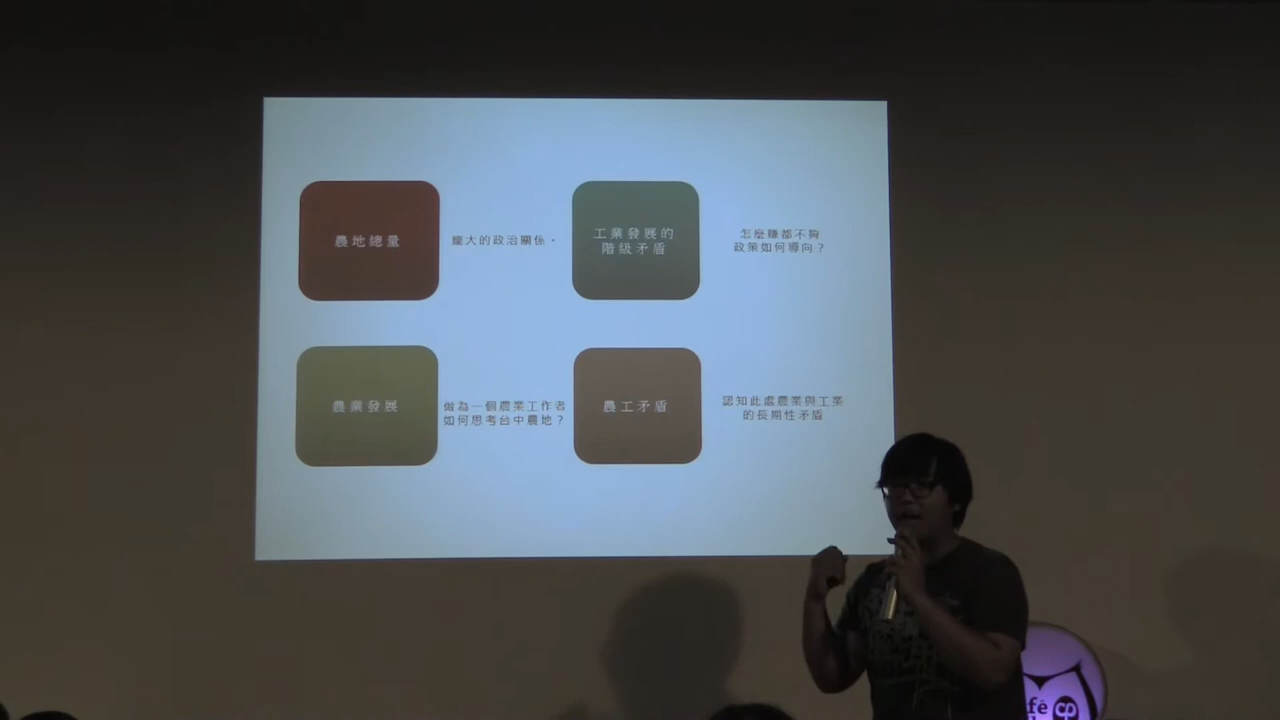 農地總量
龐大的政治關係。
工業發展的
階級矛盾
怎麼賺都不夠
政策如何導向？
農業發展
做為一個農業工作者
如何思考台中農地？
農工矛盾
認知此處農業與工業
的長期性矛盾
fé
φ